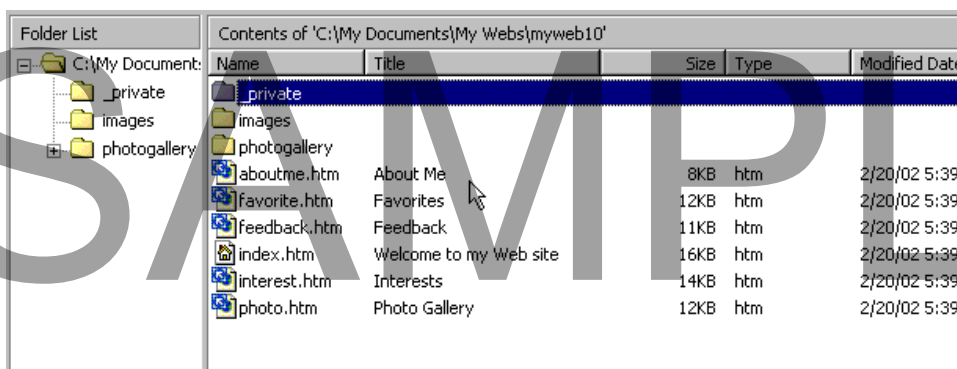 Folder List
Contents of 'C:\My Documents\My Webs\myweb10'
C:\My Document
Name Title Size Type Modified Date
_private
images
photogallery
_private
images
photogallery
aboutme.htm About Me 8KB htm 2/20/02 5:39
favorite.htm Favorites 12KB htm 2/20/02 5:39
feedback.htm Feedback 11KB htm 2/20/02 5:39
index.htm Welcome to my Web site 16KB htm 2/20/02 5:39
interest.htm Interests 14KB htm 2/20/02 5:39
photo.htm Photo Gallery 12KB htm 2/20/02 5:39
SAMPL